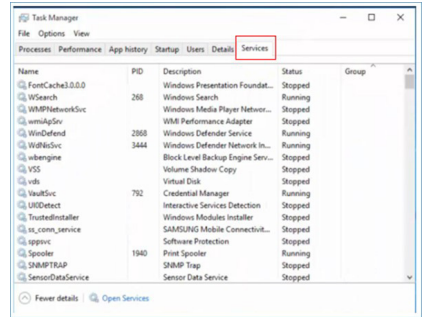 Task Manager
File Options View
Processes Performance App history Startup Users Details Services
Name PID Description Status Group
FontCache3.0.0.0 Windows Presentation Foundat... Stopped
WSearch 268 Windows Search Running
WMPNetworkSvc Windows Media Player Networ... Stopped
wmiApSrv WMI Performance Adapter Stopped
WinDefend 2868 Windows Defender Service Running
WdNisSvc 3444 Windows Defender Network In... Running
wbengine Block Level Backup Engine Serv... Stopped
VSS Volume Shadow Copy Stopped
vds Virtual Disk Stopped
VaultSvc 792 Credential Manager Running
UI0Detect Interactive Services Detection Stopped
TrustedInstaller Windows Modules Installer Stopped
ss_conn_service SAMSUNG Mobile Connectivit... Stopped
sppsvc Software Protection Stopped
Spooler 1940 Print Spooler Running
SNMPTRAP SNMP Trap Stopped
SensorDataService Sensor Data Service Stopped
Fewer details Open Services